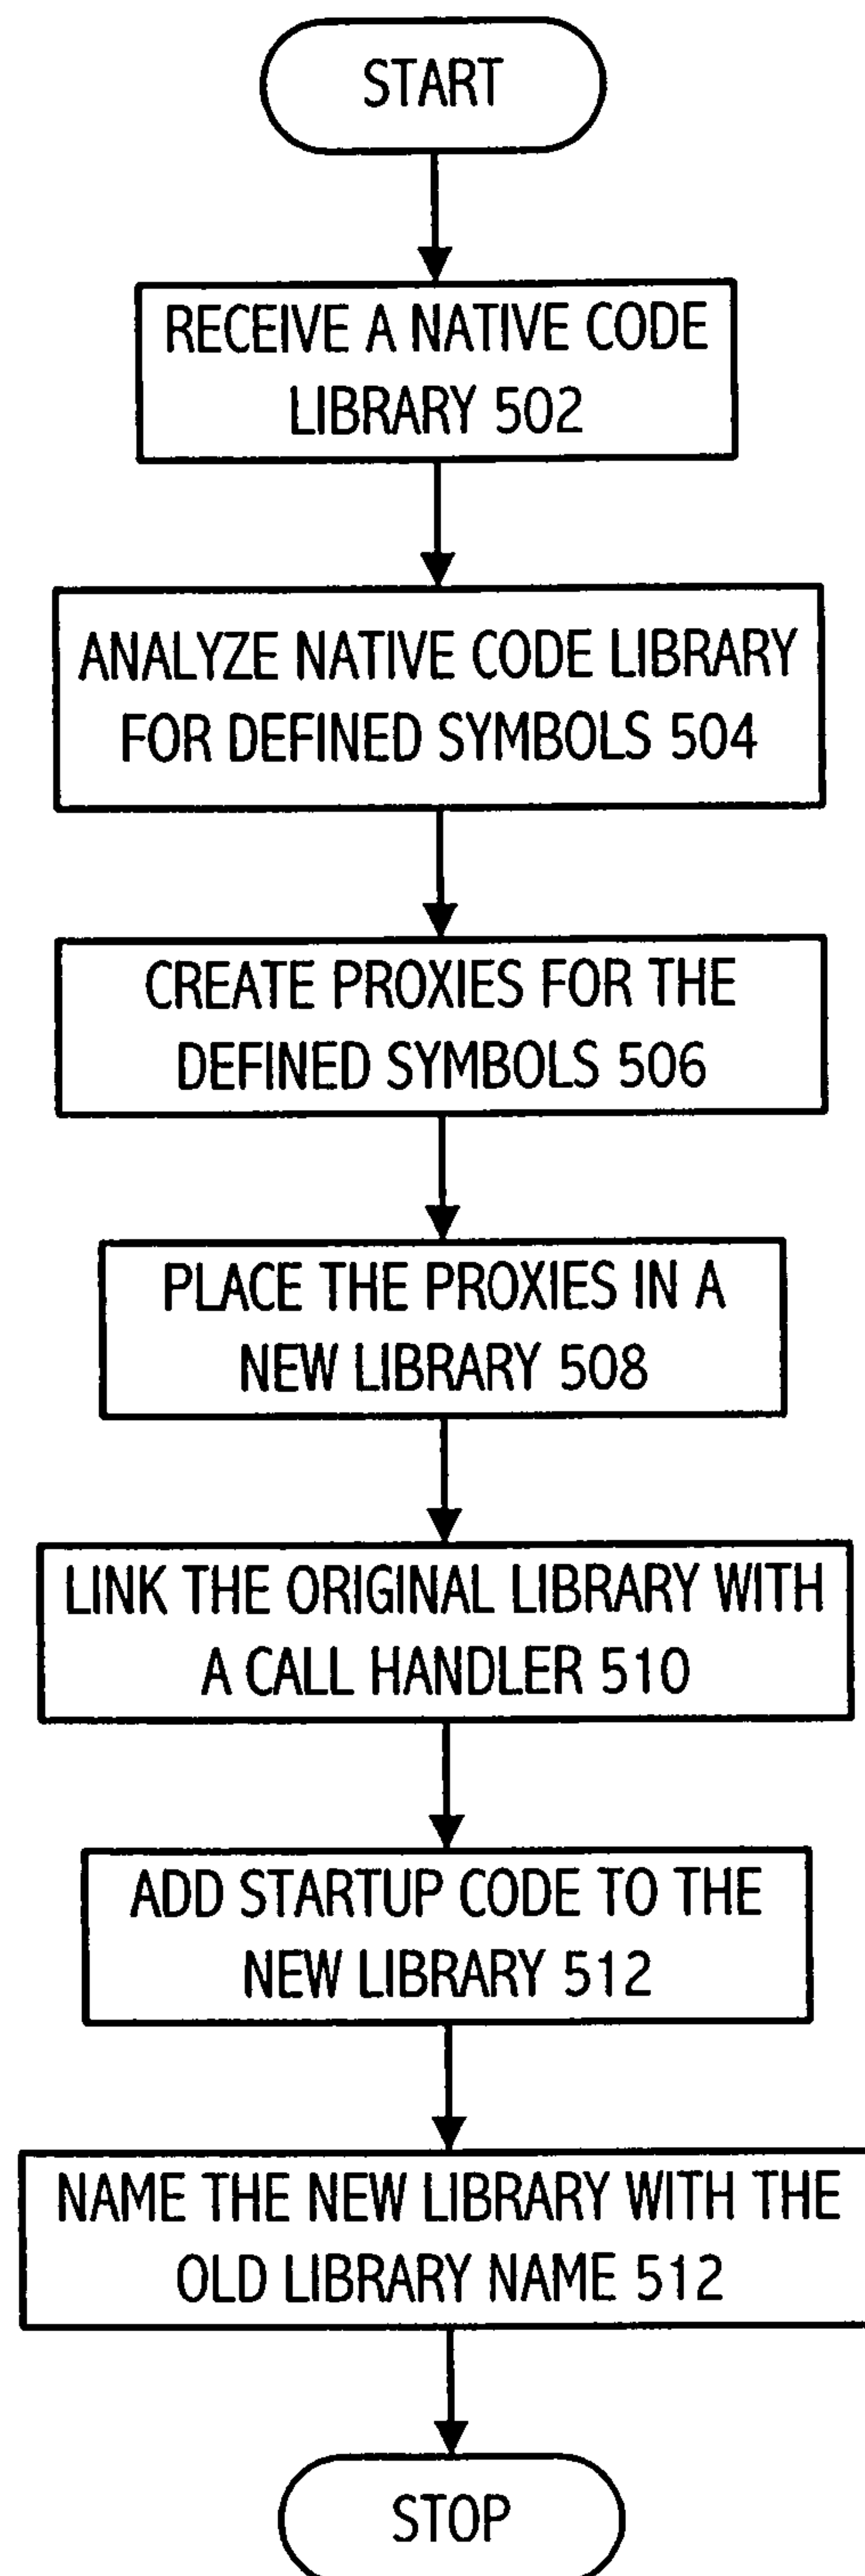 START
RECEIVE A NATIVE CODE
LIBRARY 502
ANALYZE NATIVE CODE LIBRARY
FOR DEFINED SYMBOLS 504
CREATE PROXIES FOR THE
DEFINED SYMBOLS 506
PLACE THE PROXIES IN A
NEW LIBRARY 508
LINK THE ORIGINAL LIBRARY WITH
A CALL HANDLER 510
ADD STARTUP CODE TO THE
NEW LIBRARY 512
NAME THE NEW LIBRARY WITH THE
OLD LIBRARY NAME 512
STOP